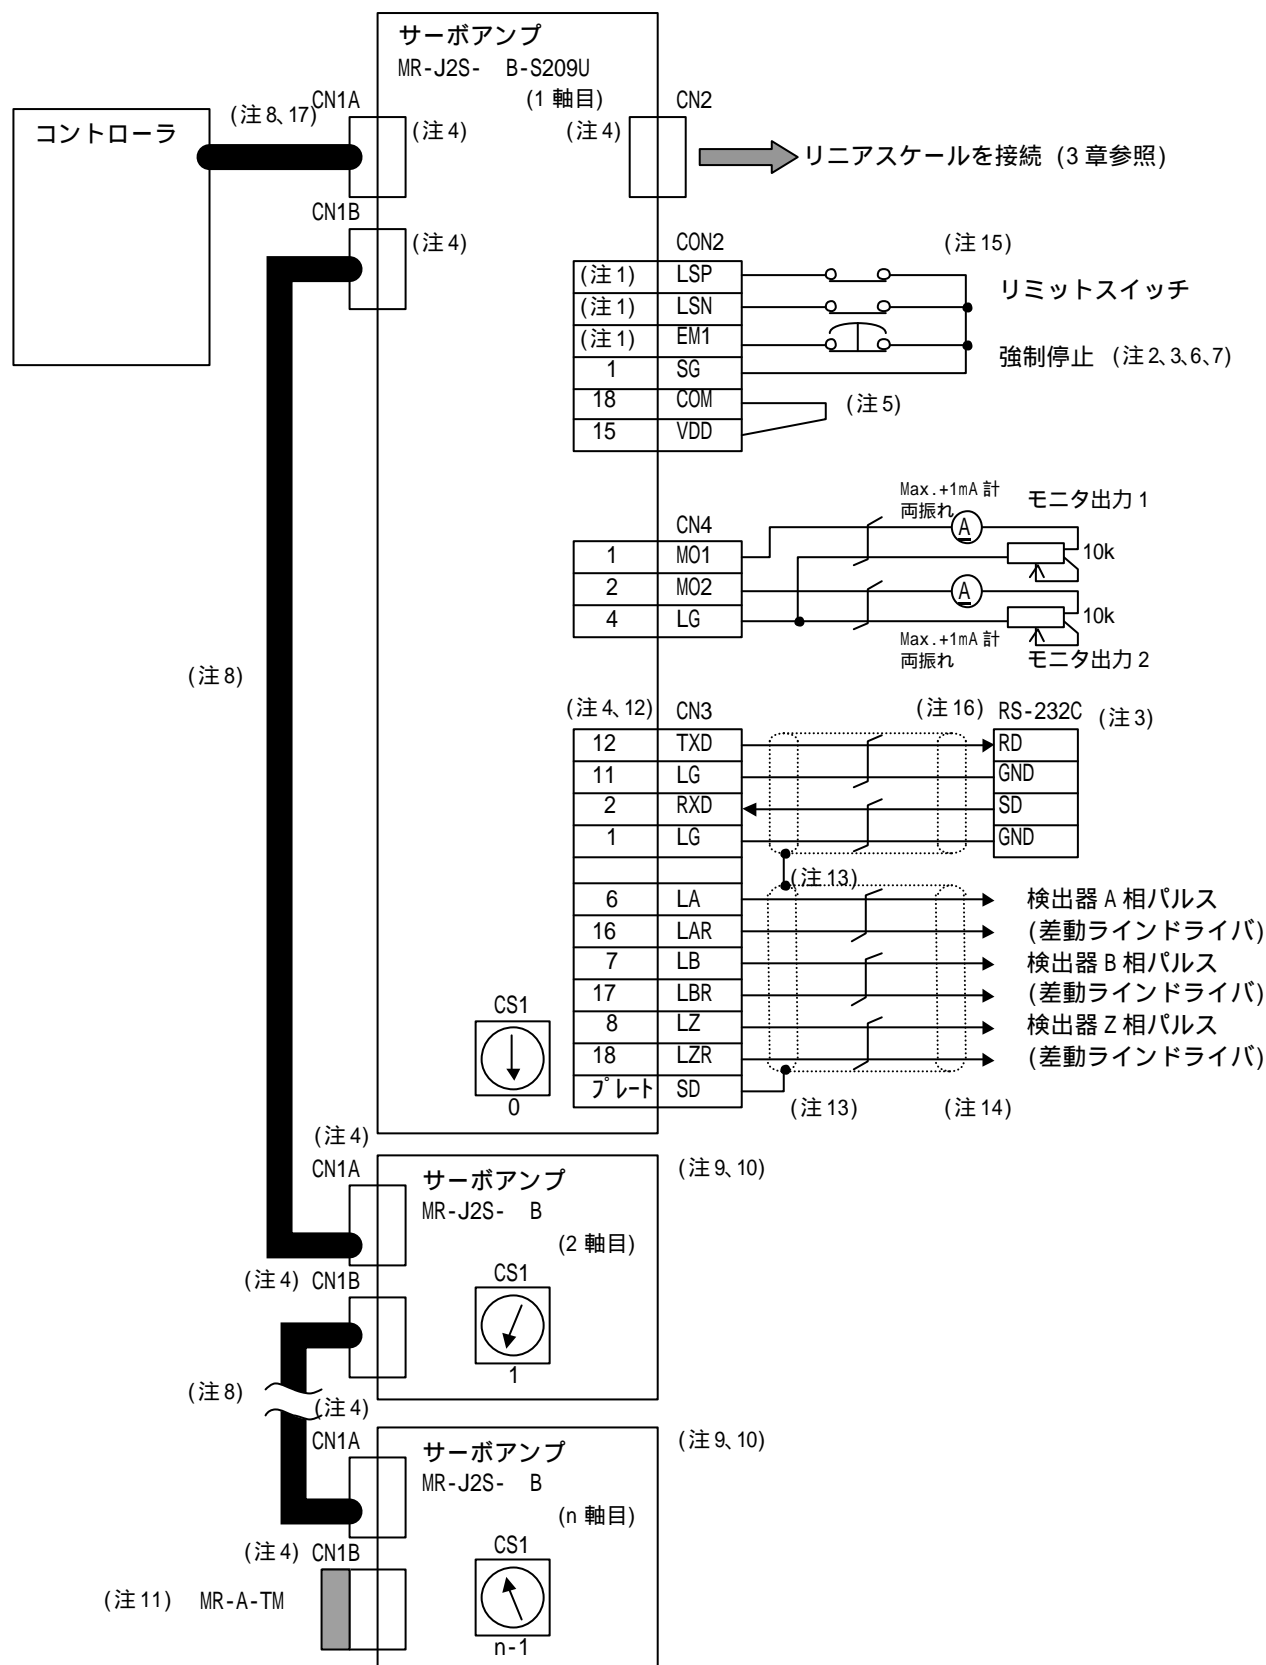 サーボアンプ
MR-J2S-　B-S209U
(1 軸目)
コントローラ
(注 8、17)
CN1A
(注 4)
(注 4)
CN2
リニアスケールを接続 (3 章参照)
CN1B
(注 4)
CON2
(注 15)
(注 1) LSP
(注 1) LSN
(注 1) EM1
1 SG
18 COM
15 VDD
リミットスイッチ
強制停止 (注 2、3、6、7)
(注 5)
Max.+1mA 計
両振れ
モニタ出力 1
CN4
A
10k
1 MO1
2 MO2
4 LG
A
10k
Max.+1mA 計
両振れ
モニタ出力 2
(注 8)
(注 4、12) CN3
(注 16) RS-232C (注 3)
12 TXD RD
11 LG GND
2 RXD SD
1 LG GND
(注 13)
6 LA 検出器 A 相パルス
16 LAR (差動ラインドライバ)
7 LB 検出器 B 相パルス
17 LBR (差動ラインドライバ)
8 LZ 検出器 Z 相パルス
18 LZR (差動ラインドライバ)
プレート SD
(注 13) (注 14)
CS1
0
(注 4)
CN1A
サーボアンプ
MR-J2S-　B
(2 軸目)
(注 9、10)
(注 4) CN1B
CS1
1
(注 8)
(注 4)
CN1A
サーボアンプ
MR-J2S-　B
(n 軸目)
(注 9、10)
(注 4) CN1B
CS1
n-1
(注 11) MR-A-TM